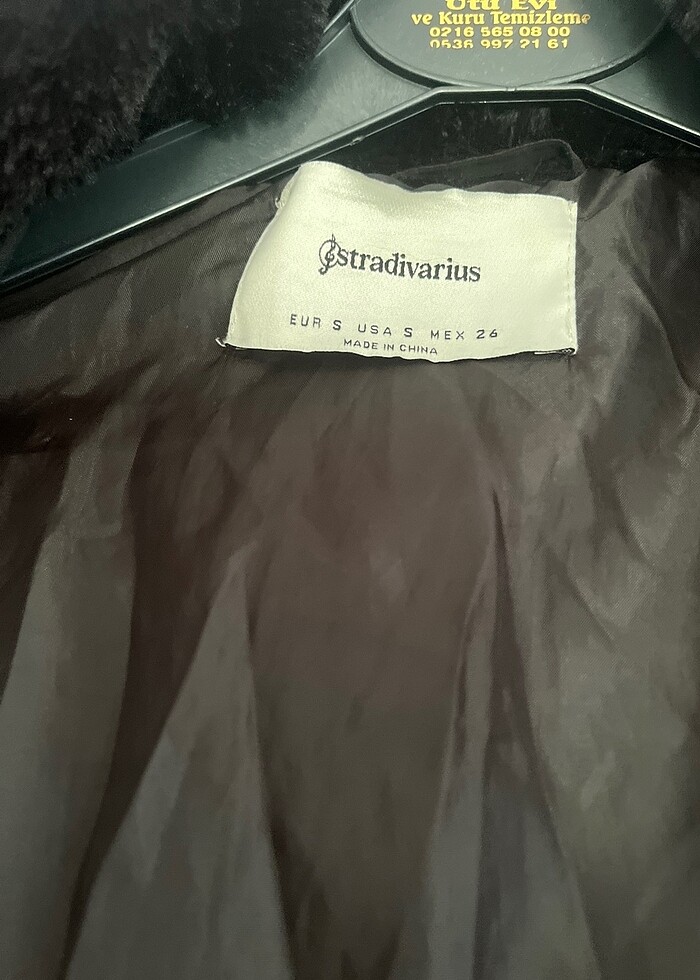 Ütü Evi
ve Kuru Temizleme
0216 565 08 00
0536 997 21 61
stradivarius
EUR S USA S MEX 26
MADE IN CHINA